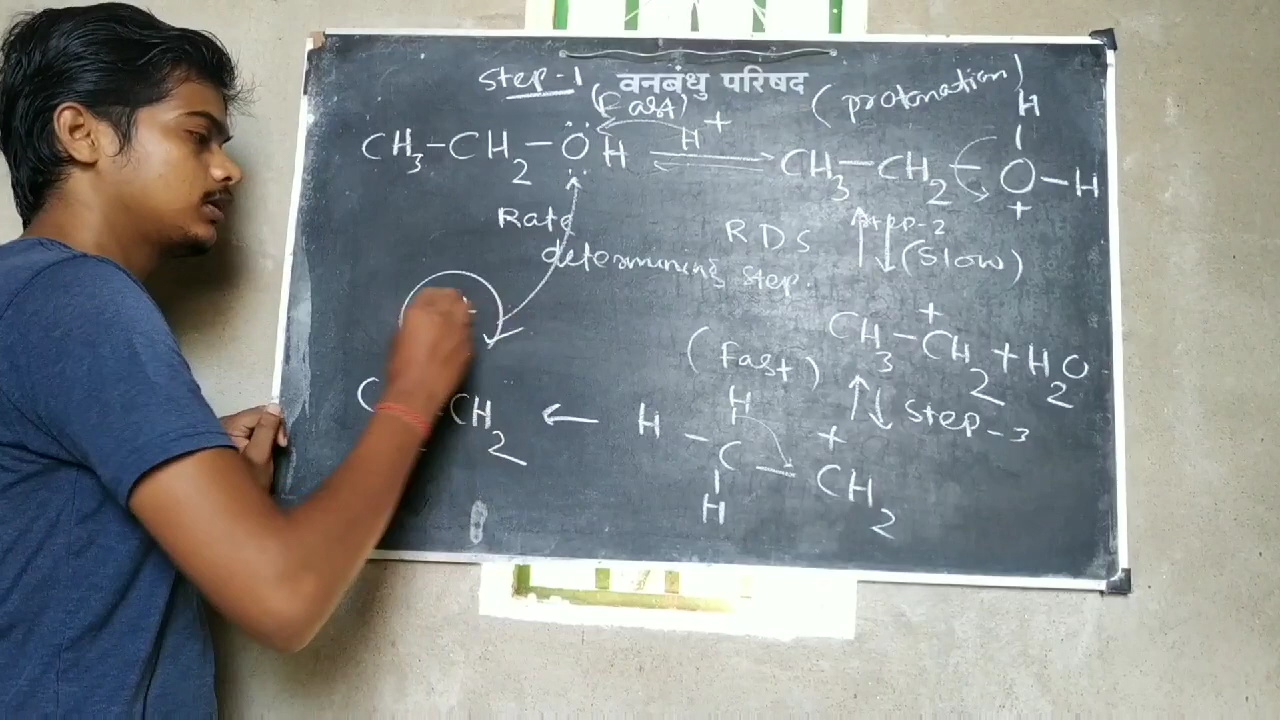 Step-1 वनबंधु परिषद
(Fast) (protonation)
H
CH3-CH2-ÖH H+ ⇌ CH3-CH2-O-H
+
Rate RDS Step-2
determining step. (Slow)
CH3-CH2 + H2O
+
(Fast) Step-3
H
CH2 ← H-C-CH2
+
H